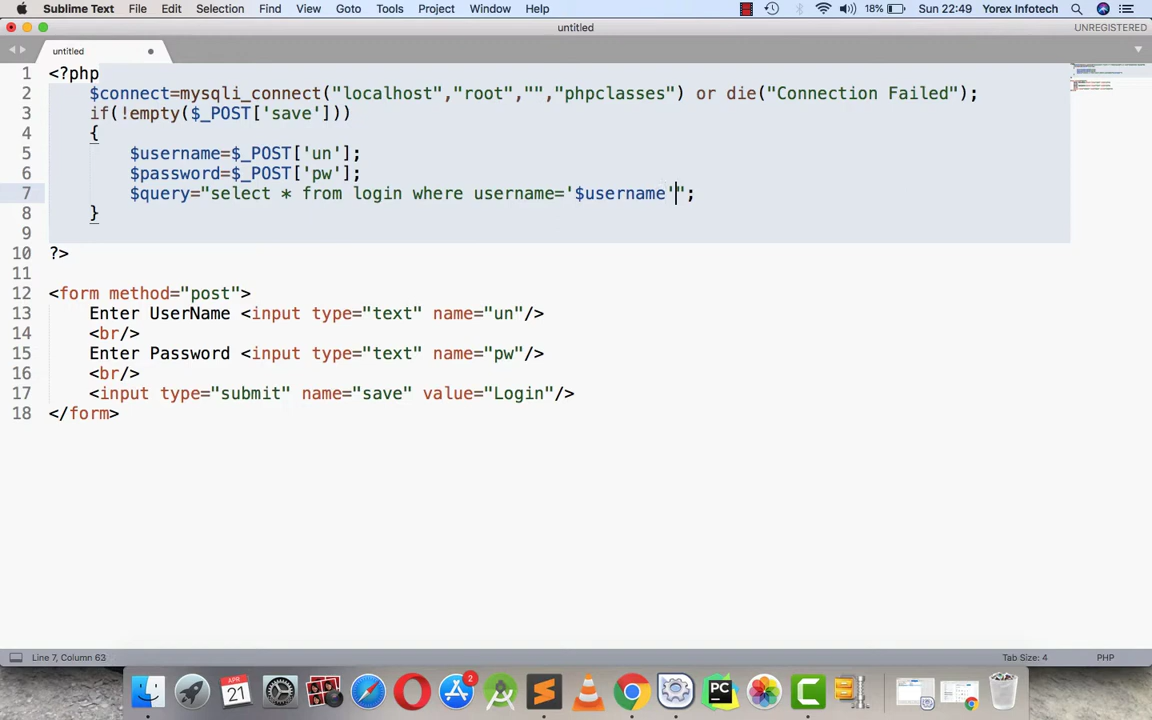 Sublime Text File Edit Selection Find View Goto Tools Project Window Help 18% Sun 22:49 Yorex Infotech
untitled UNREGISTERED
untitled
1 <?php
2 $connect=mysqli_connect("localhost","root","","phpclasses") or die("Connection Failed");
3 if(!empty($_POST['save']))
4 {
5 $username=$_POST['un'];
6 $password=$_POST['pw'];
7 $query="select * from login where username='$username'";
8 }
9
10 ?>
11
12 <form method="post">
13 Enter UserName <input type="text" name="un"/>
14 <br/>
15 Enter Password <input type="text" name="pw"/>
16 <br/>
17 <input type="submit" name="save" value="Login"/>
18 </form>
Line 7, Column 63 Tab Size: 4 PHP
APR
21
2
PC